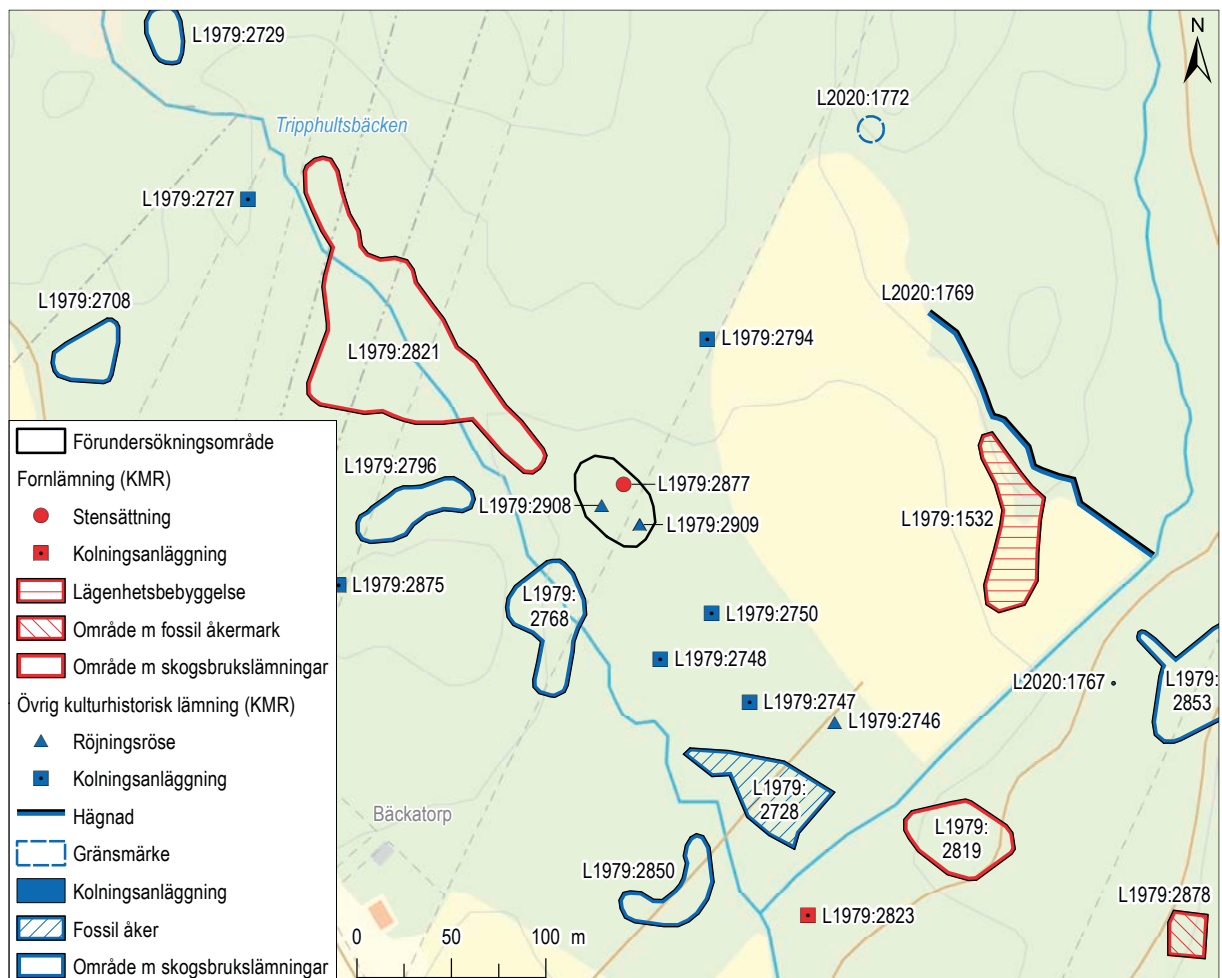 L1979:2729
N
L2020:1772
Tripphultsbäcken
L1979:2727
L2020:1769
L1979:2708
L1979:2794
L1979:2821
Förundersökningsområde
Fornlämning (KMR)
Stensättning
Kolningsanläggning
Lägenhetsbebyggelse
Område m fossil åkermark
Område m skogsbrukslämningar
Övrig kulturhistorisk lämning (KMR)
Röjningsröse
Kolningsanläggning
Hägnad
Gränsmärke
Kolningsanläggning
Fossil åker
Område m skogsbrukslämningar
L1979:2796
L1979:2877
L1979:2908
L1979:2909
L1979:1532
L1979:2875
L1979:
2768
L1979:2750
L1979:2748
L2020:1767
L1979:
2853
L1979:2747
L1979:2746
L1979:
2728
Bäckatorp
L1979:
2819
L1979:2850
L1979:2878
L1979:2823
0 50 100 m